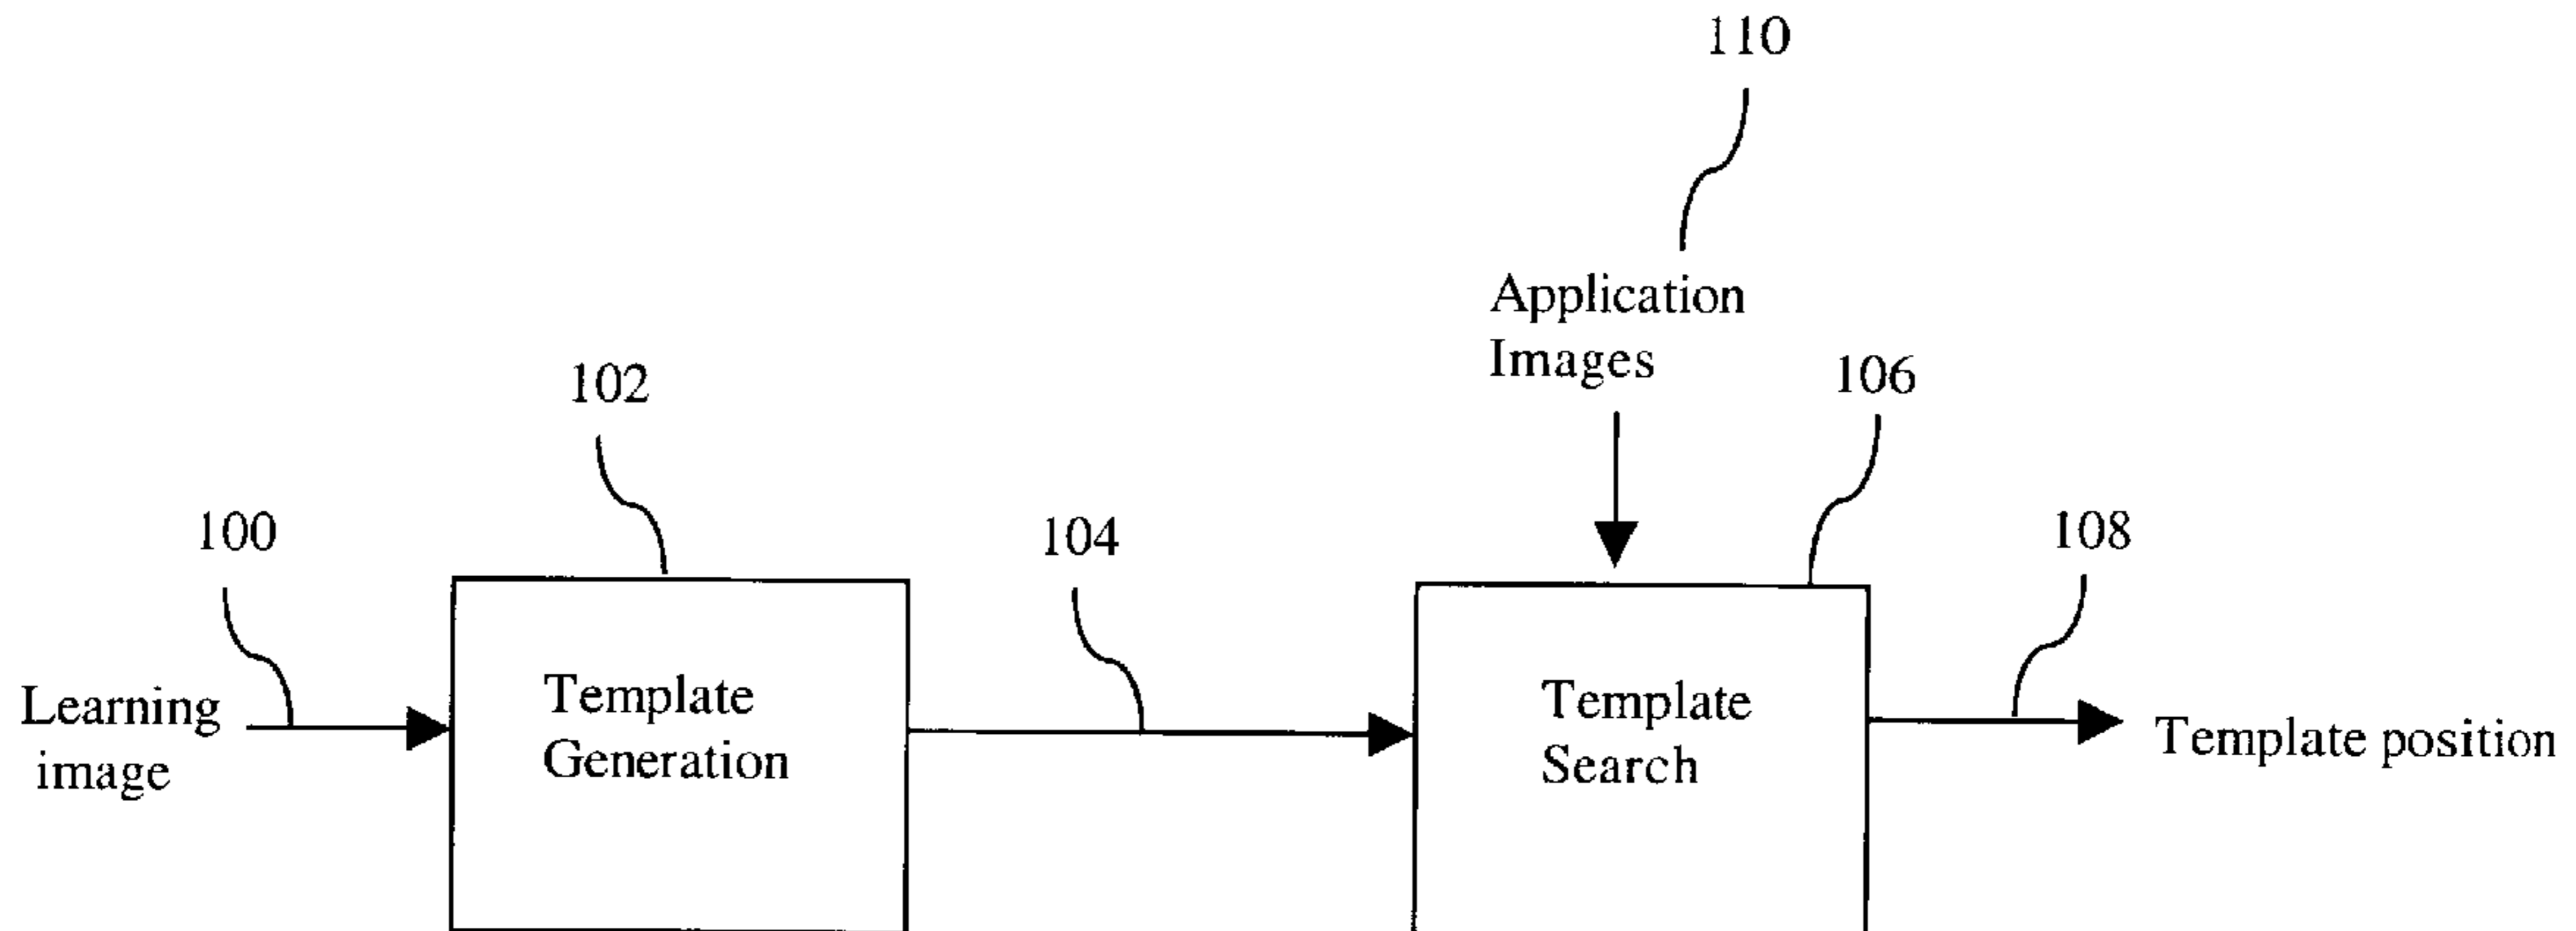 110
Application
Images
106
102
100
104
108
Learning
image
Template
Generation
Template
Search
Template position